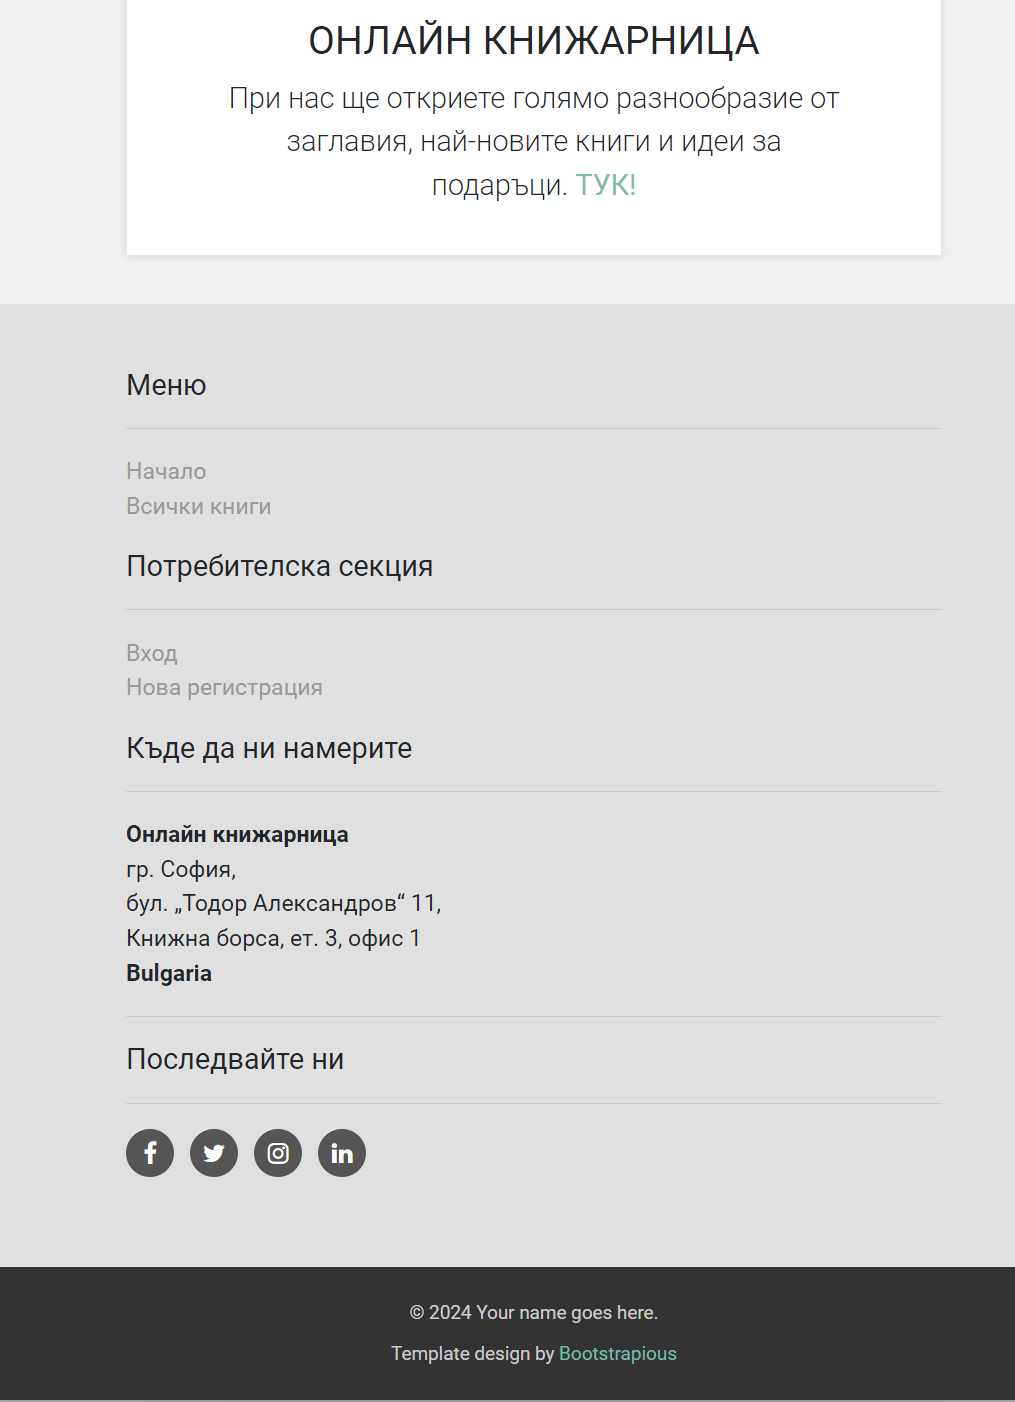 ОНЛАЙН КНИЖАРНИЦА
При нас ще откриете голямо разнообразие от
заглавия, най-новите книги и идеи за
подаръци. ТУК!
Меню
Начало
Всички книги
Потребителска секция
Вход
Нова регистрация
Къде да ни намерите
Онлайн книжарница
гр. София,
бул. „Тодор Александров“ 11,
Книжна борса, ет. 3, офис 1
Bulgaria
Последвайте ни
© 2024 Your name goes here.
Template design by Bootstrapious